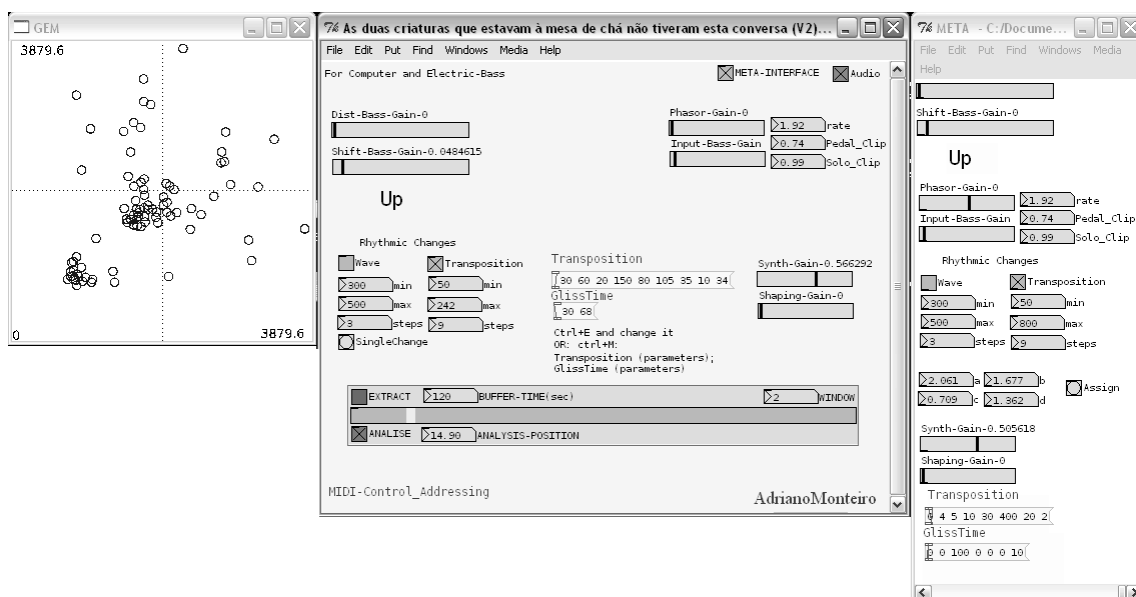 GEM
3879.6
0
3879.6
As duas criaturas que estavam à mesa de chá não tiveram esta conversa (V2)...
File Edit Put Find Windows Media Help
For Computer and Electric-Bass
META-INTERFACE
Audio
Dist-Bass-Gain-0
Shift-Bass-Gain-0.0484615
Up
Phasor-Gain-0
1.92 rate
Input-Bass-Gain
0.74 Pedal_Clip
0.99 Solo_Clip
Rhythmic Changes
Wave
Transposition
300 min
50 min
500 max
242 max
3 steps
9 steps
SingleChange
Transposition
30 60 20 150 80 105 35 10 34
GlissTime
30 68
Ctrl+E and change it
OR: ctrl+M:
Transposition (parameters);
GlissTime (parameters)
Synth-Gain-0.566292
Shaping-Gain-0
EXTRACT
120 BUFFER-TIME(sec)
2 WINDOW
ANALISE
14.90 ANALYSIS-POSITION
MIDI-Control_Addressing
AdrianoMonteiro
META - C:/Docume...
File Edit Put Find Windows Media
Help
Shift-Bass-Gain-0
Up
Phasor-Gain-0
1.92 rate
Input-Bass-Gain
0.74 Pedal_Clip
0.99 Solo_Clip
Rhythmic Changes
Wave
Transposition
300 min
50 min
500 max
800 max
3 steps
9 steps
2.061 a
1.677 b
Assign
0.709 c
1.362 d
Synth-Gain-0.505618
Shaping-Gain-0
Transposition
0 4 5 10 30 400 20 2
GlissTime
0 0 100 0 0 0 10